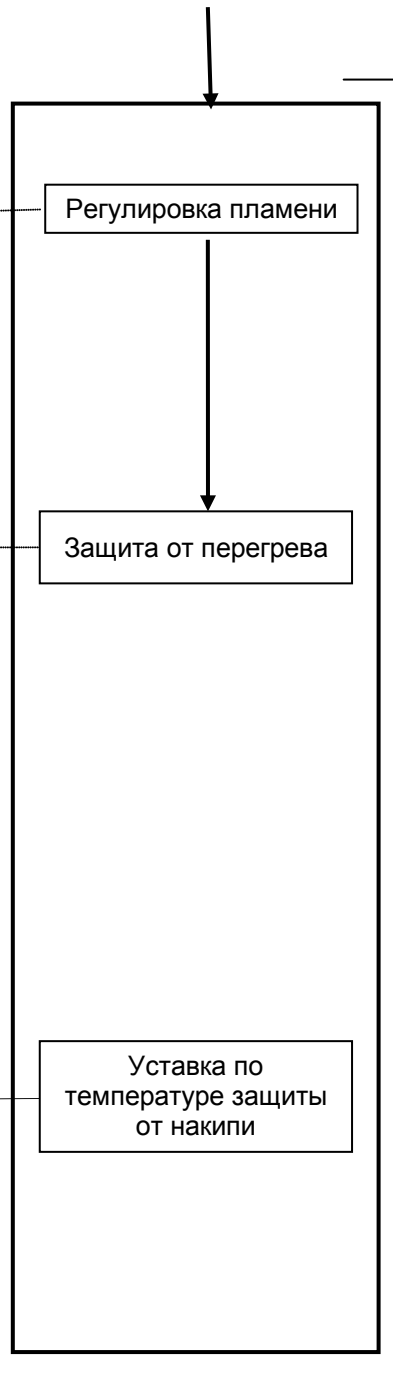 Регулировка пламени
Защита от перегрева
Уставка по
температуре защиты
от накипи